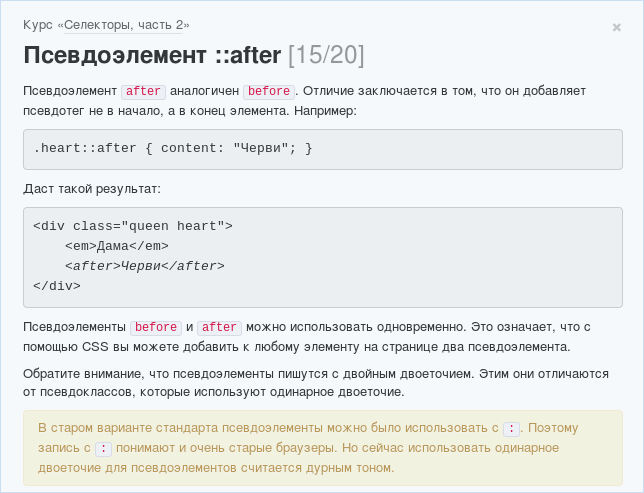 Курс «Селекторы, часть 2»
×
Псевдоэлемент ::after [15/20]
Псевдоэлемент after аналогичен before. Отличие заключается в том, что он добавляет
псевдотег не в начало, а в конец элемента. Например:
.heart::after { content: "Черви"; }
Даст такой результат:
<div class="queen heart">
    <em>Дама</em>
    <after>Черви</after>
</div>
Псевдоэлементы before и after можно использовать одновременно. Это означает, что с
помощью CSS вы можете добавить к любому элементу на странице два псевдоэлемента.
Обратите внимание, что псевдоэлементы пишутся с двойным двоеточием. Этим они отличаются
от псевдоклассов, которые используют одинарное двоеточие.
В старом варианте стандарта псевдоэлементы можно было использовать с :. Поэтому
запись с : понимают и очень старые браузеры. Но сейчас использовать одинарное
двоеточие для псевдоэлементов считается дурным тоном.